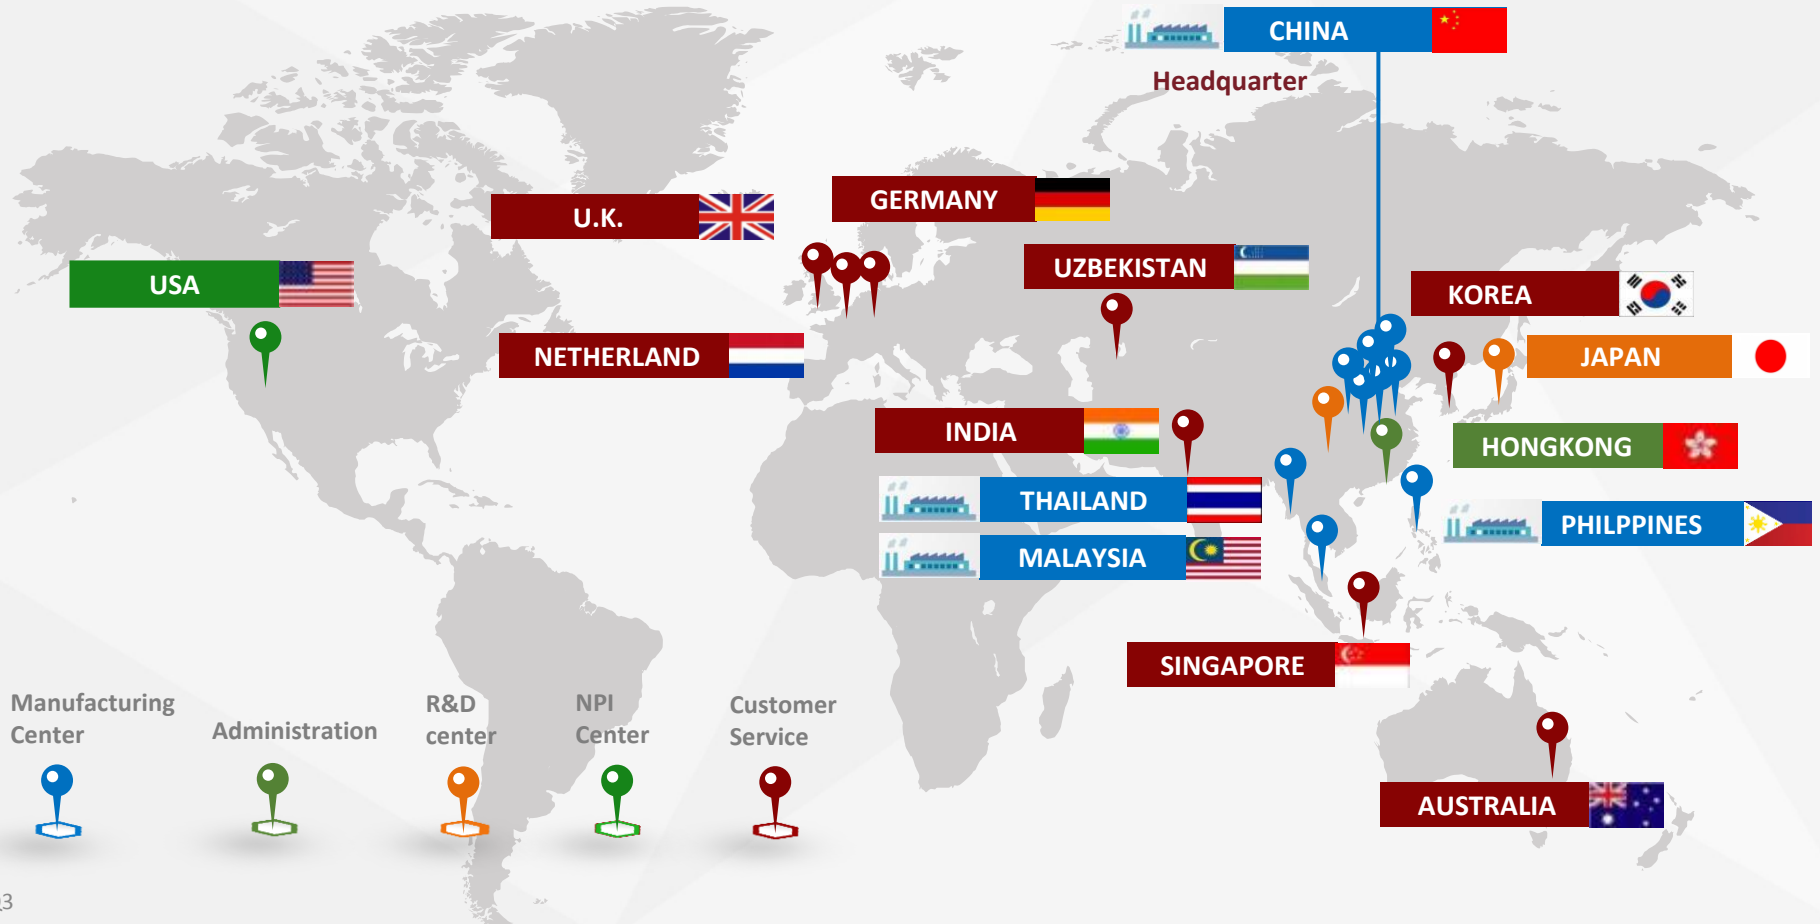 CHINA
Headquarter
GERMANY
U.K.
UZBEKISTAN
USA
KOREA
NETHERLAND
JAPAN
INDIA
HONGKONG
THAILAND
PHILPPINES
MALAYSIA
SINGAPORE
AUSTRALIA
Manufacturing
Center
Administration
R&D
center
NPI
Center
Customer
Service